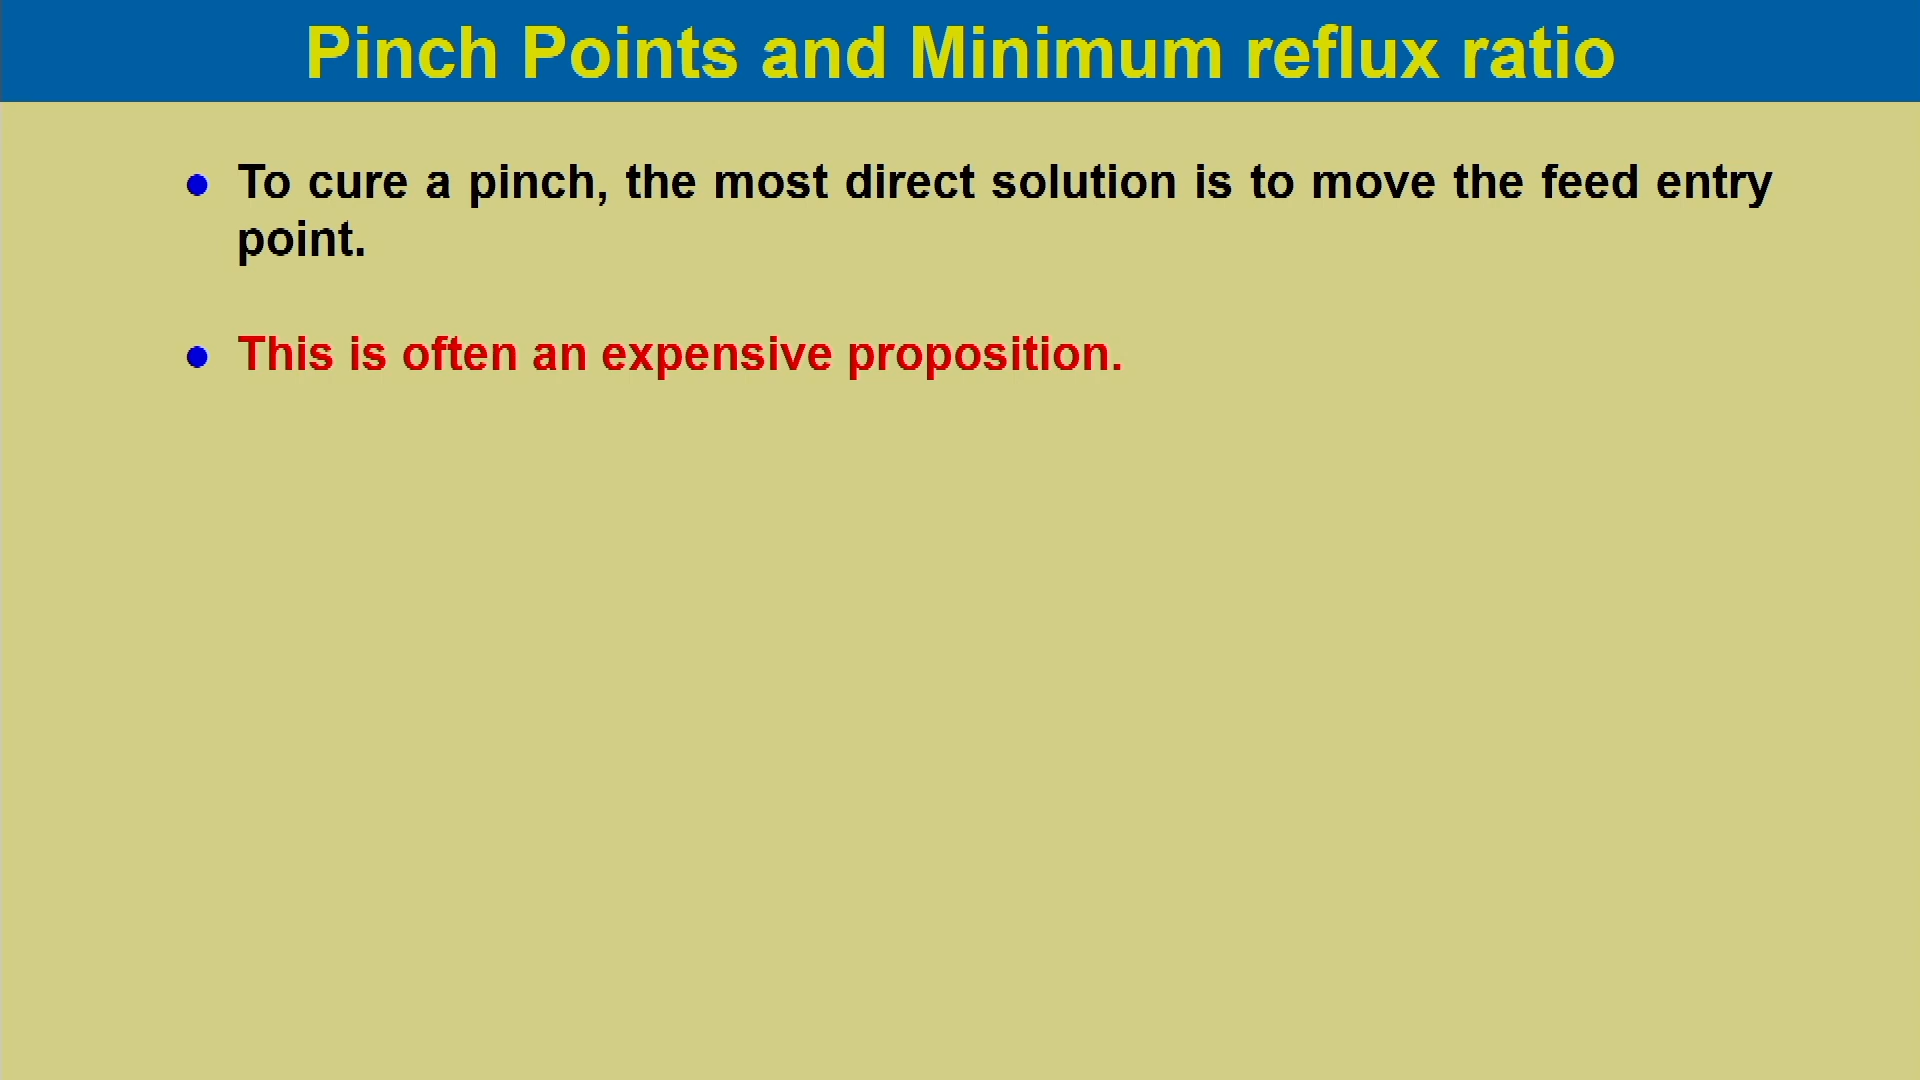 Pinch Points and Minimum reflux ratio
● To cure a pinch, the most direct solution is to move the feed entry
point.
● This is often an expensive proposition.